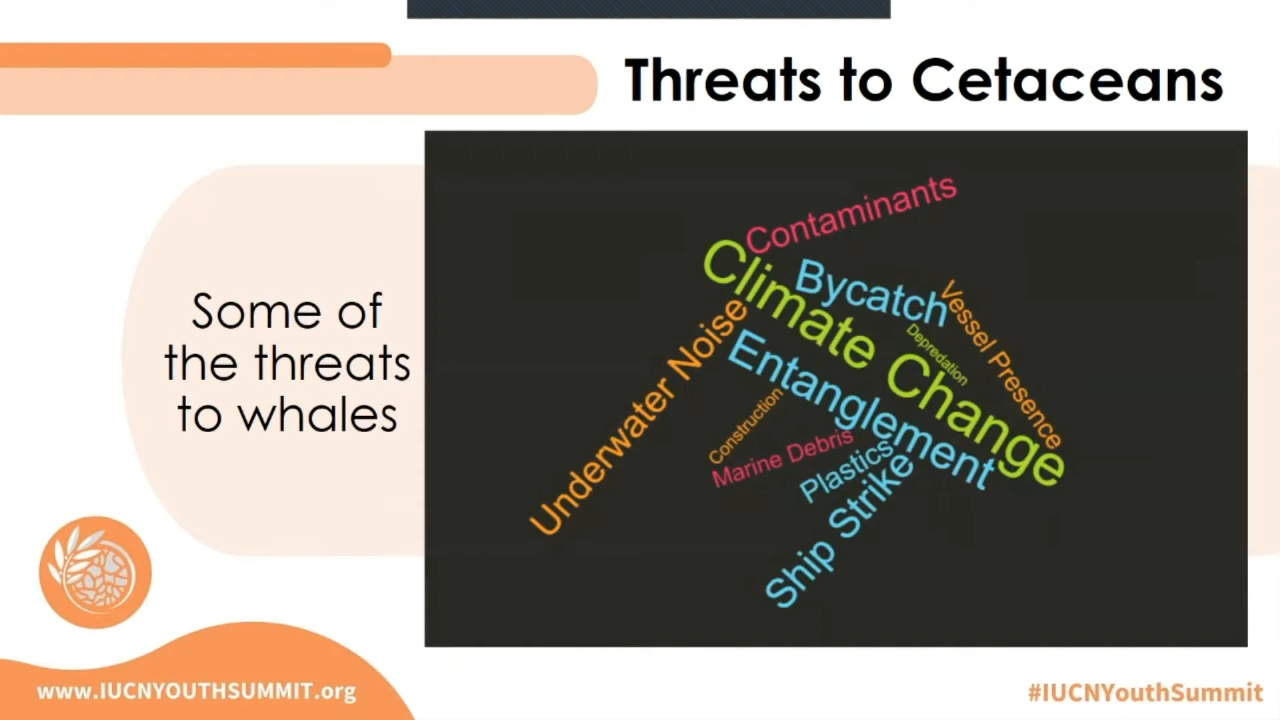 Threats to Cetaceans
Some of
the threats
to whales
Contaminants
Climate Change
Bycatch
Vessel Presence
Depredation
Underwater Noise
Entanglement
Construction
Marine Debris
Plastics
Ship Strike
www.IUCNYOUTHSUMMIT.org
#IUCNYouthSummit